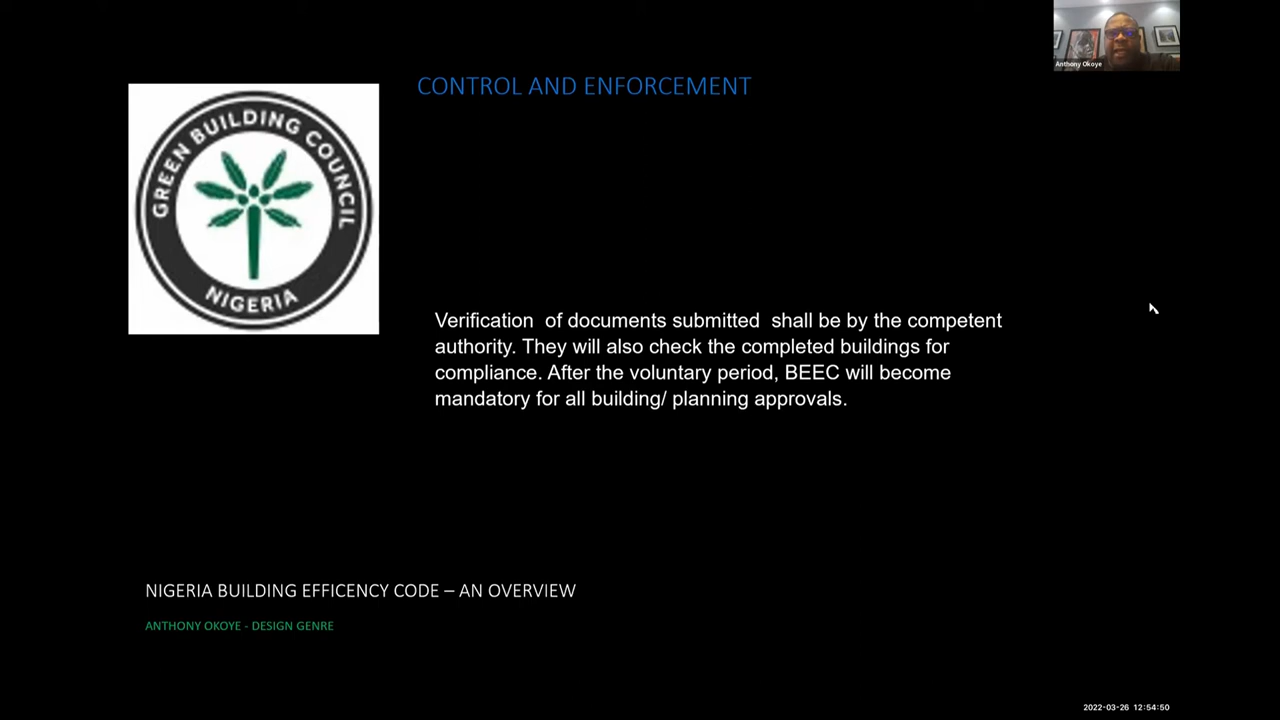 Anthony Okoye
CONTROL AND ENFORCEMENT
GREEN BUILDING COUNCIL
NIGERIA
Verification of documents submitted shall be by the competent
authority. They will also check the completed buildings for
compliance. After the voluntary period, BEEC will become
mandatory for all building/ planning approvals.
NIGERIA BUILDING EFFICENCY CODE – AN OVERVIEW
ANTHONY OKOYE - DESIGN GENRE
2022-03-26 12:54:50